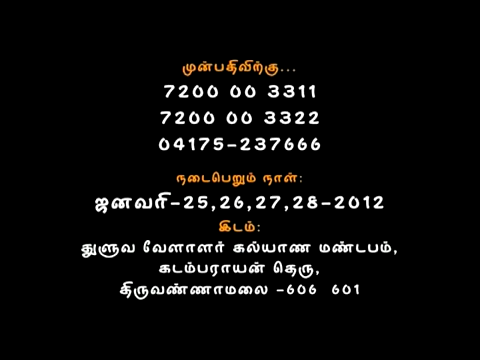 முன்பதிவிற்கு...
7200 00 3311
7200 00 3322
04175-237666
நடைபெறும் நாள்:
ஜனவரி-25,26,27,28-2012
இடம்:
துளுவ வேளாளர் கல்யாண மண்டபம்,
கடம்பராயன் தெரு,
திருவண்ணாமலை -606 601